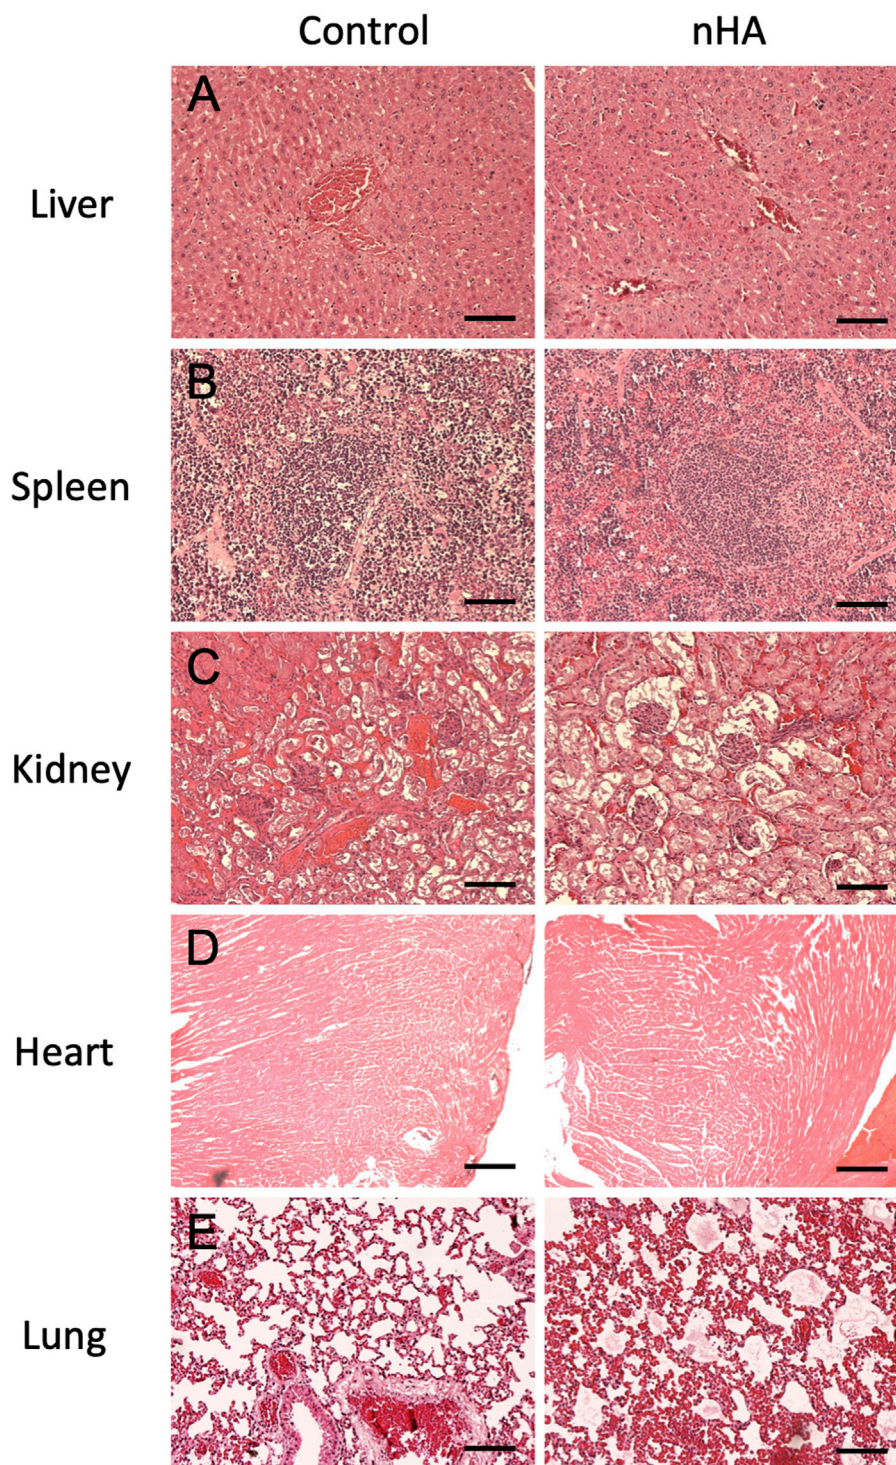 Control nHA
A
Liver
B
Spleen
C
Kidney
D
Heart
E
Lung